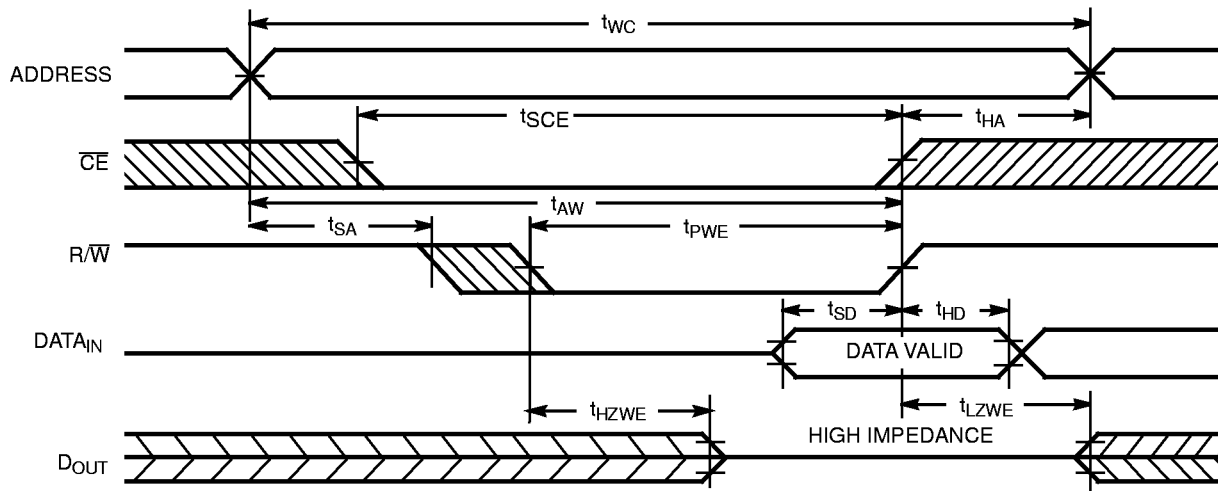 tWC
ADDRESS
tSCE
tHA
CE
tAW
tSA
tPWE
R/W
tSD
tHD
DATAIN
DATA VALID
tHZWE
tLZWE
HIGH IMPEDANCE
DOUT